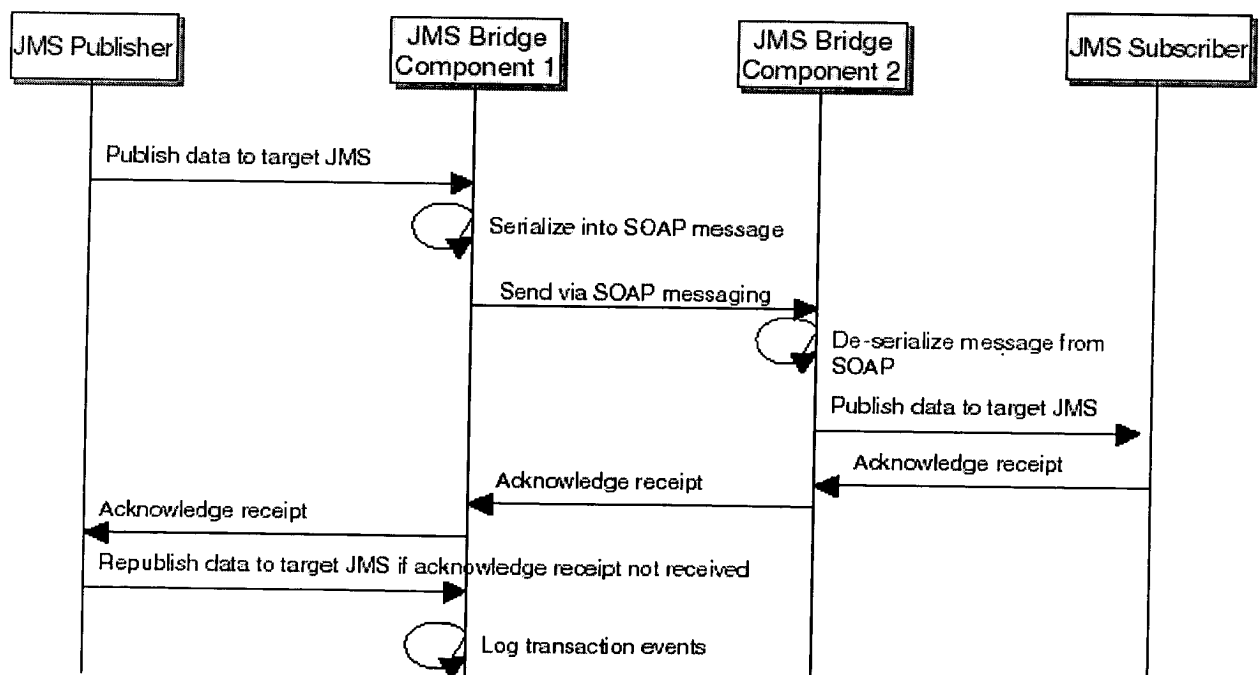 JMS Publisher
JMS Bridge
Component 1
JMS Bridge
Component 2
JMS Subscriber
Publish data to target JMS
Serialize into SOAP message
Send via SOAP messaging
De-serialize message from
SOAP
Publish data to target JMS
Acknowledge receipt
Acknowledge receipt
Acknowledge receipt
Republish data to target JMS if acknowledge receipt not received
Log transaction events